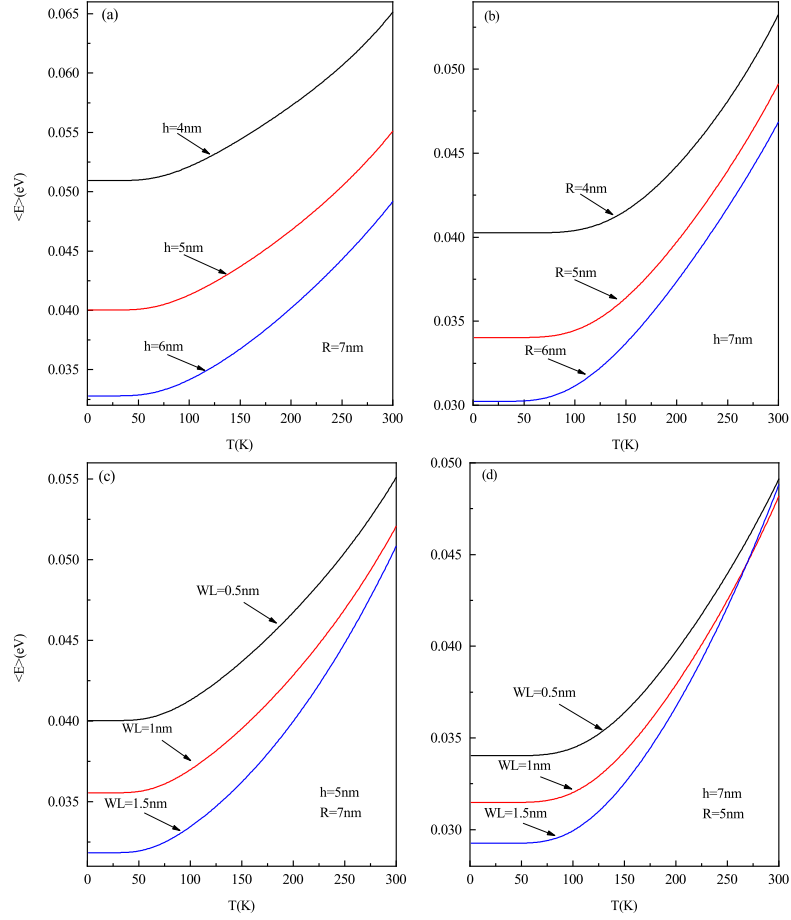 (a)
0.065
0.060
0.055
0.050
0.045
0.040
0.035
<E>(eV)
h=4nm
h=5nm
h=6nm
R=7nm
0 50 100 150 200 250 300
T(K)
(b)
0.050
0.045
0.040
0.035
0.030
R=4nm
R=5nm
R=6nm
h=7nm
0 50 100 150 200 250 300
T(K)
(c)
0.055
0.050
0.045
0.040
0.035
<E>(eV)
WL=0.5nm
WL=1nm
WL=1.5nm
h=5nm
R=7nm
0 50 100 150 200 250 300
T(K)
(d)
0.050
0.045
0.040
0.035
0.030
WL=0.5nm
WL=1nm
WL=1.5nm
h=7nm
R=5nm
0 50 100 150 200 250 300
T(K)